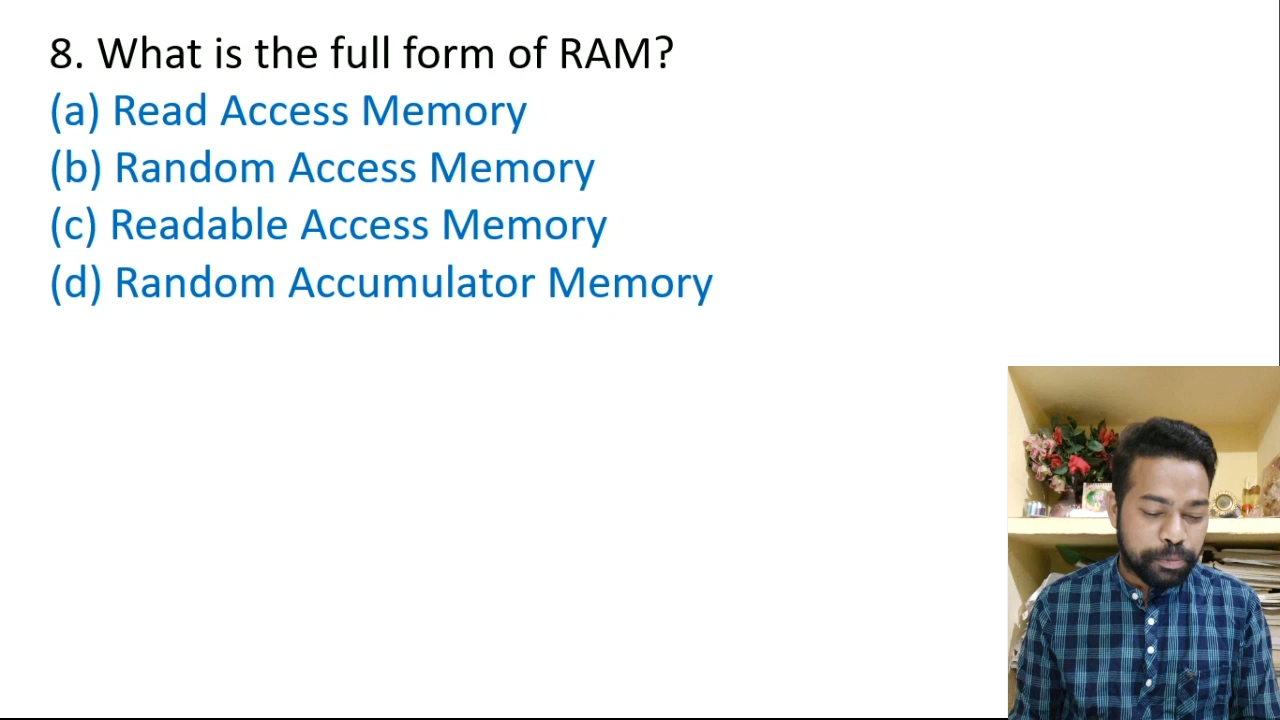 8. What is the full form of RAM?
(a) Read Access Memory
(b) Random Access Memory
(c) Readable Access Memory
(d) Random Accumulator Memory